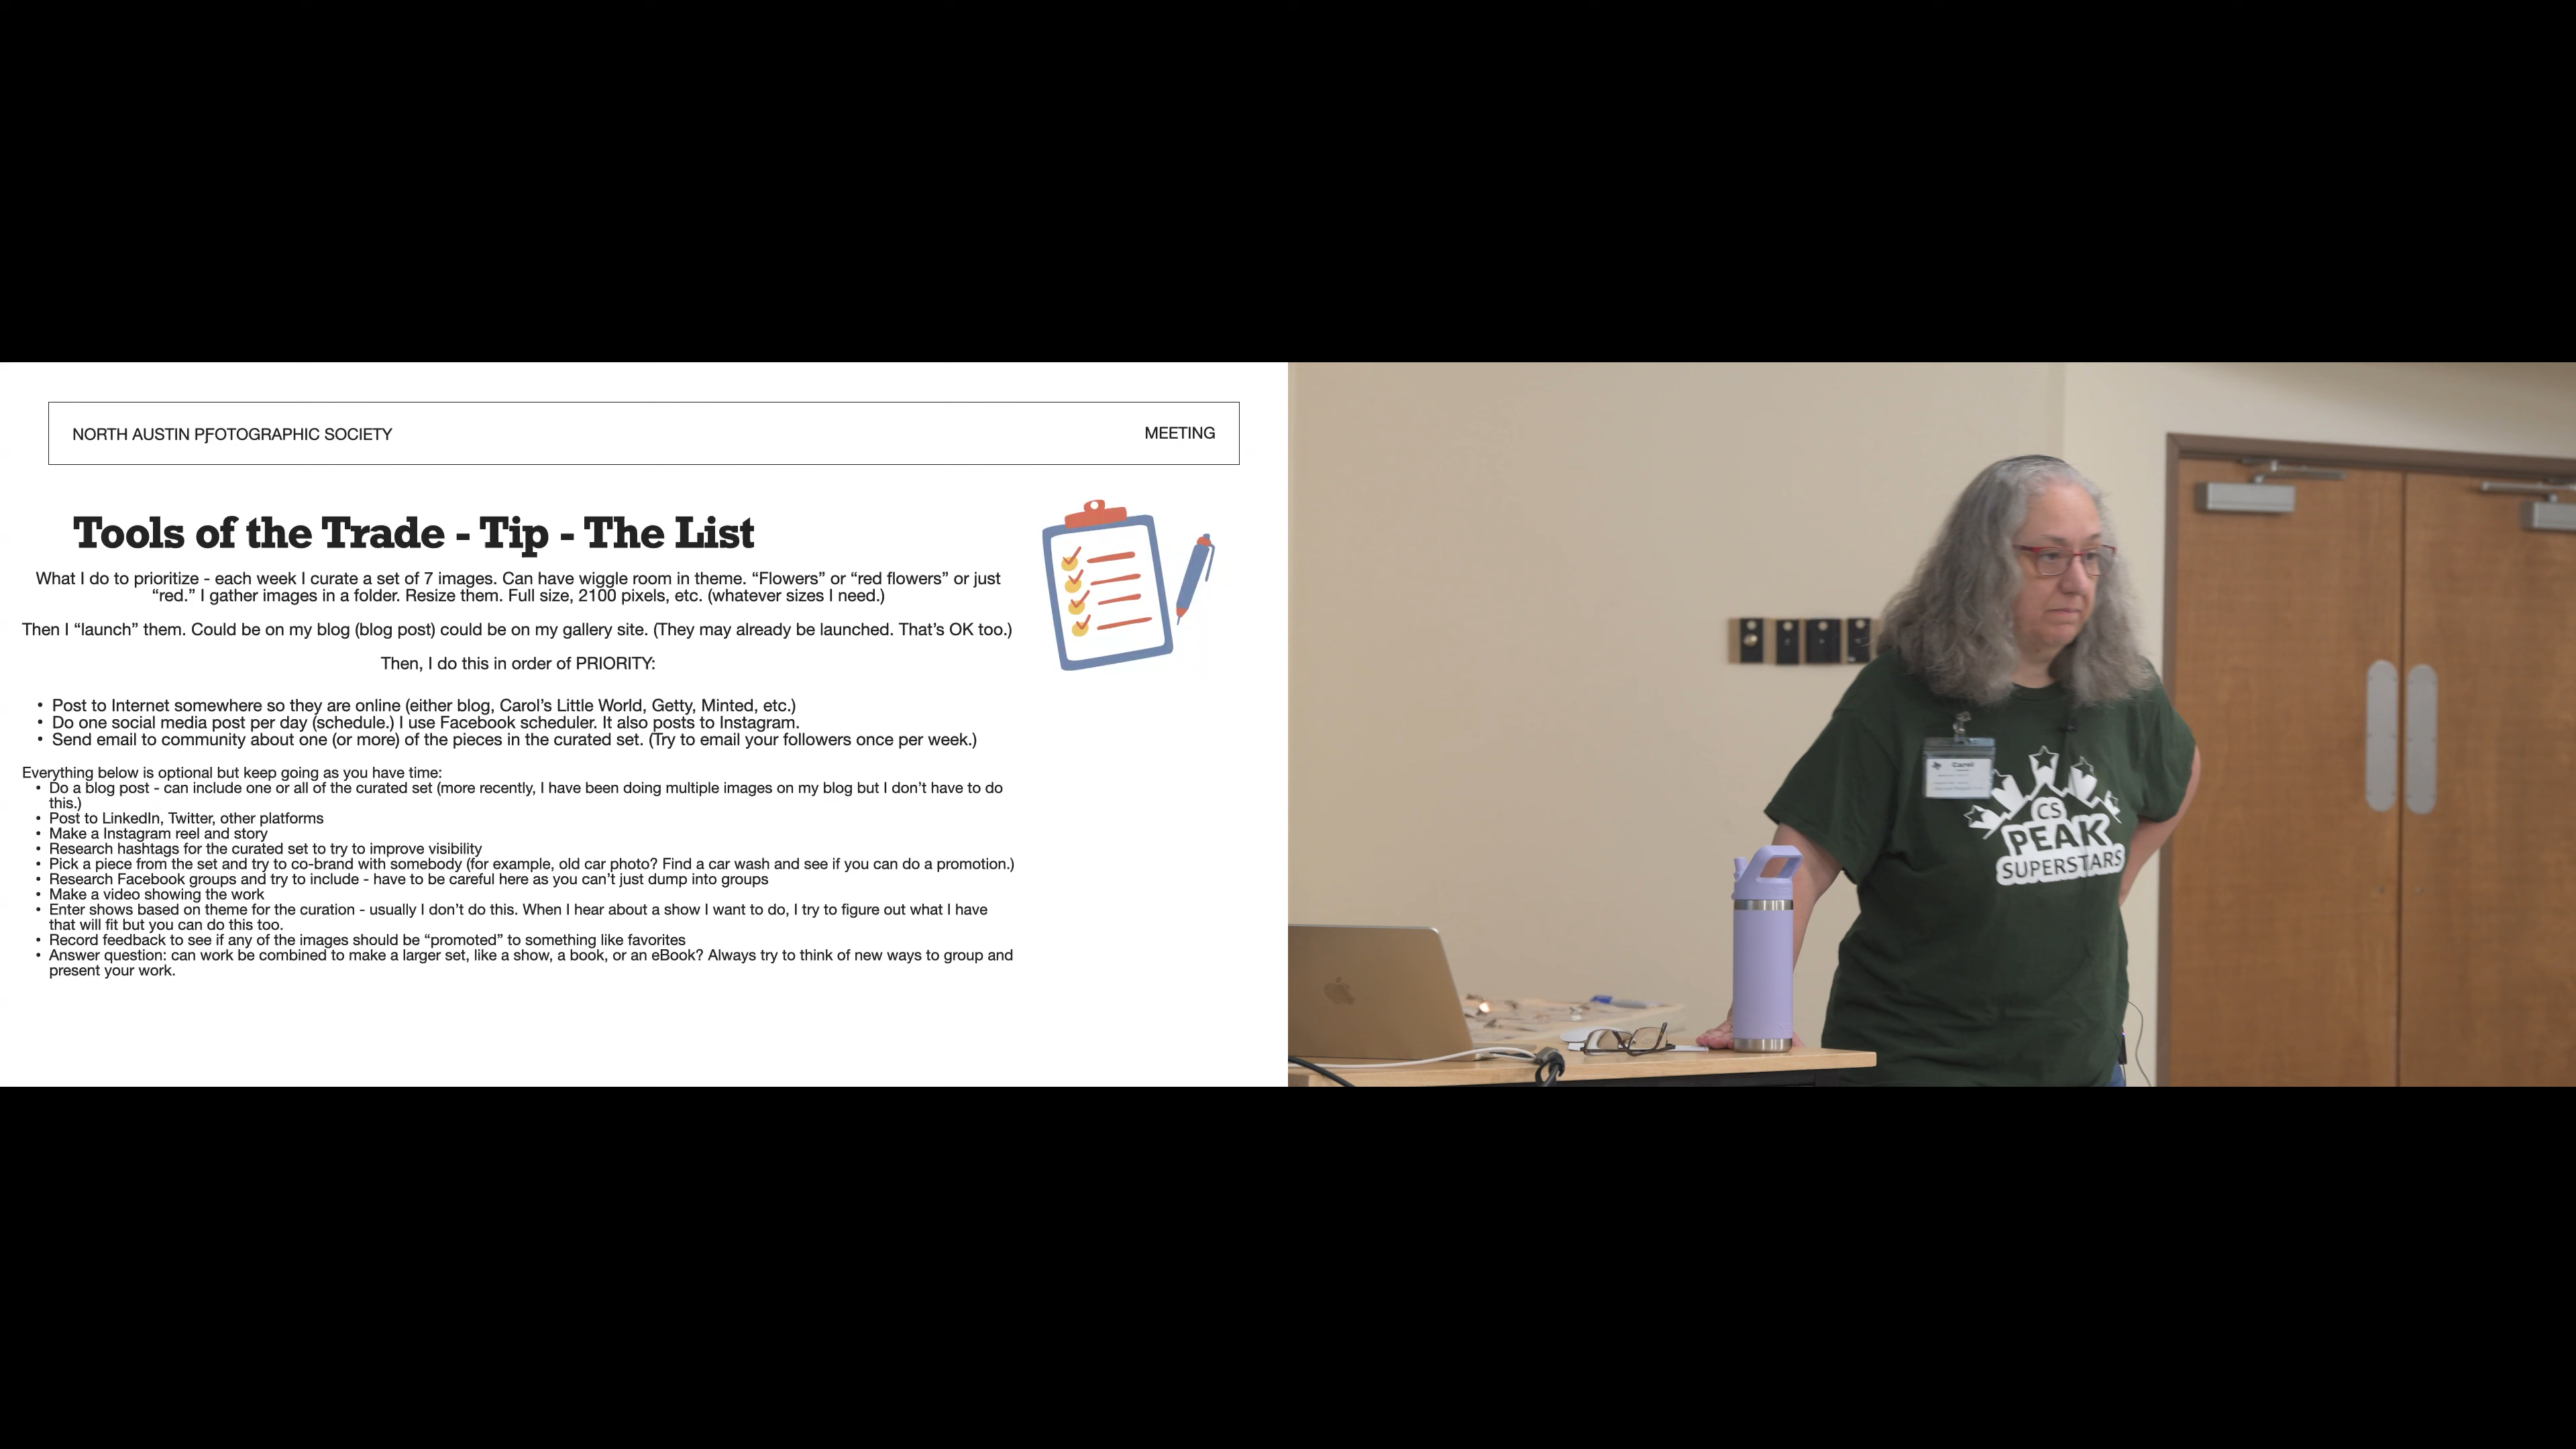 NORTH AUSTIN PFOTOGRAPHIC SOCIETY
MEETING
Tools of the Trade - Tip - The List
What I do to prioritize - each week I curate a set of 7 images. Can have wiggle room in theme. “Flowers” or “red flowers” or just
“red.” I gather images in a folder. Resize them. Full size, 2100 pixels, etc. (whatever sizes I need.)
Then I “launch” them. Could be on my blog (blog post) could be on my gallery site. (They may already be launched. That’s OK too.)
Then, I do this in order of PRIORITY:
• Post to Internet somewhere so they are online (either blog, Carol’s Little World, Getty, Minted, etc.)
• Do one social media post per day (schedule.) I use Facebook scheduler. It also posts to Instagram.
• Send email to community about one (or more) of the pieces in the curated set. (Try to email your followers once per week.)
Everything below is optional but keep going as you have time:
• Do a blog post - can include one or all of the curated set (more recently, I have been doing multiple images on my blog but I don’t have to do
this.)
• Post to LinkedIn, Twitter, other platforms
• Make a Instagram reel and story
• Research hashtags for the curated set to try to improve visibility
• Pick a piece from the set and try to co-brand with somebody (for example, old car photo? Find a car wash and see if you can do a promotion.)
• Research Facebook groups and try to include - have to be careful here as you can’t just dump into groups
• Make a video showing the work
• Enter shows based on theme for the curation - usually I don’t do this. When I hear about a show I want to do, I try to figure out what I have
that will fit but you can do this too.
• Record feedback to see if any of the images should be “promoted” to something like favorites
• Answer question: can work be combined to make a larger set, like a show, a book, or an eBook? Always try to think of new ways to group and
present your work.
Carol
CS
PEAK
SUPERSTARS